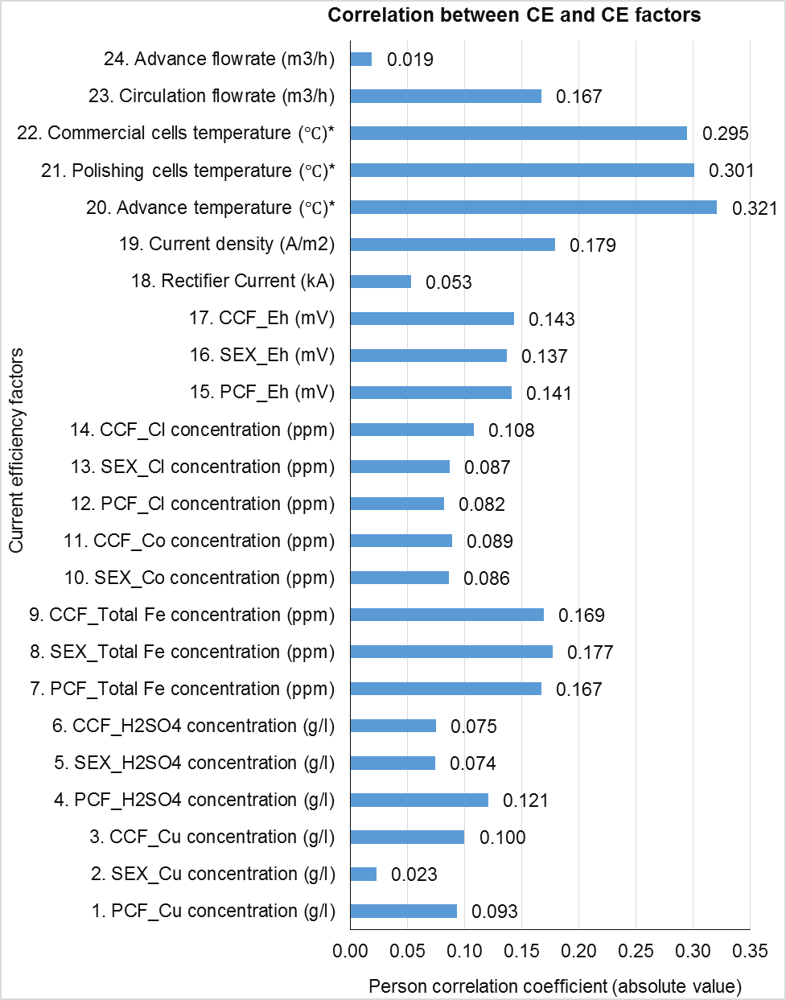 Correlation between CE and CE factors
24. Advance flowrate (m3/h) 0.019
23. Circulation flowrate (m3/h) 0.167
22. Commercial cells temperature (℃)* 0.295
21. Polishing cells temperature (℃)* 0.301
20. Advance temperature (℃)* 0.321
19. Current density (A/m2) 0.179
18. Rectifier Current (kA) 0.053
17. CCF_Eh (mV) 0.143
16. SEX_Eh (mV) 0.137
15. PCF_Eh (mV) 0.141
14. CCF_Cl concentration (ppm) 0.108
13. SEX_Cl concentration (ppm) 0.087
12. PCF_Cl concentration (ppm) 0.082
11. CCF_Co concentration (ppm) 0.089
10. SEX_Co concentration (ppm) 0.086
9. CCF_Total Fe concentration (ppm) 0.169
8. SEX_Total Fe concentration (ppm) 0.177
7. PCF_Total Fe concentration (ppm) 0.167
6. CCF_H2SO4 concentration (g/l) 0.075
5. SEX_H2SO4 concentration (g/l) 0.074
4. PCF_H2SO4 concentration (g/l) 0.121
3. CCF_Cu concentration (g/l) 0.100
2. SEX_Cu concentration (g/l) 0.023
1. PCF_Cu concentration (g/l) 0.093
Current efficiency factors
0.00 0.05 0.10 0.15 0.20 0.25 0.30 0.35
Person correlation coefficient (absolute value)